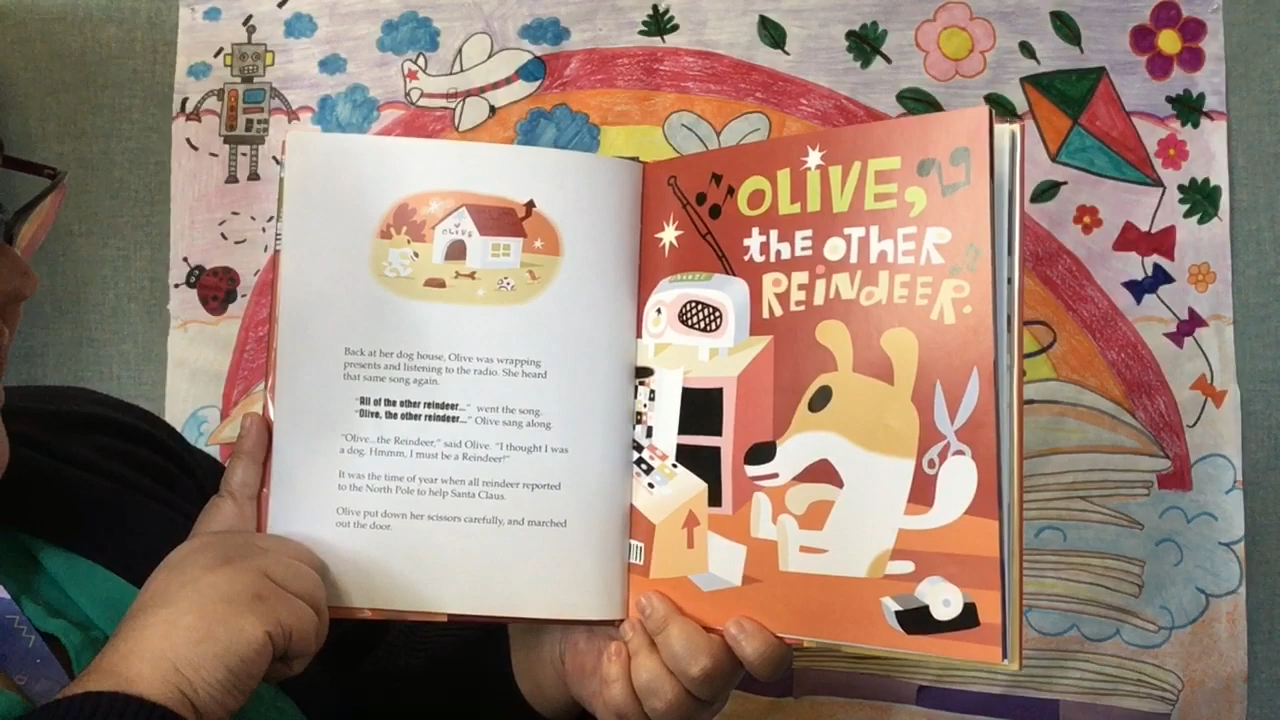 OLIVE
Back at her dog house, Olive was wrapping
presents and listening to the radio. She heard
that same song again.
"All of the other reindeer..." went the song.
"Olive, the other reindeer..." Olive sang along.
"Olive...the Reindeer," said Olive. "I thought I was
a dog. Hmmm, I must be a Reindeer!"
It was the time of year when all reindeer reported
to the North Pole to help Santa Claus.
Olive put down her scissors carefully, and marched
out the door.
OLIVE,
the OTHER
REINDEER.